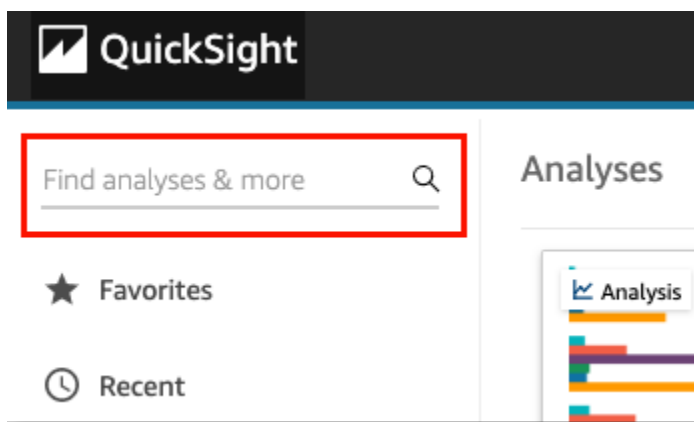 QuickSight
Find analyses & more
Analyses
Favorites
Analysis
Recent